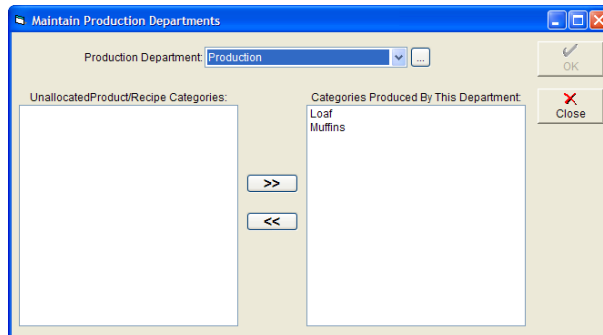 Maintain Production Departments
Production Department: Production ...
OK
UnallocatedProduct/Recipe Categories:
Categories Produced By This Department:
Close
Loaf
Muffins
>>
<<